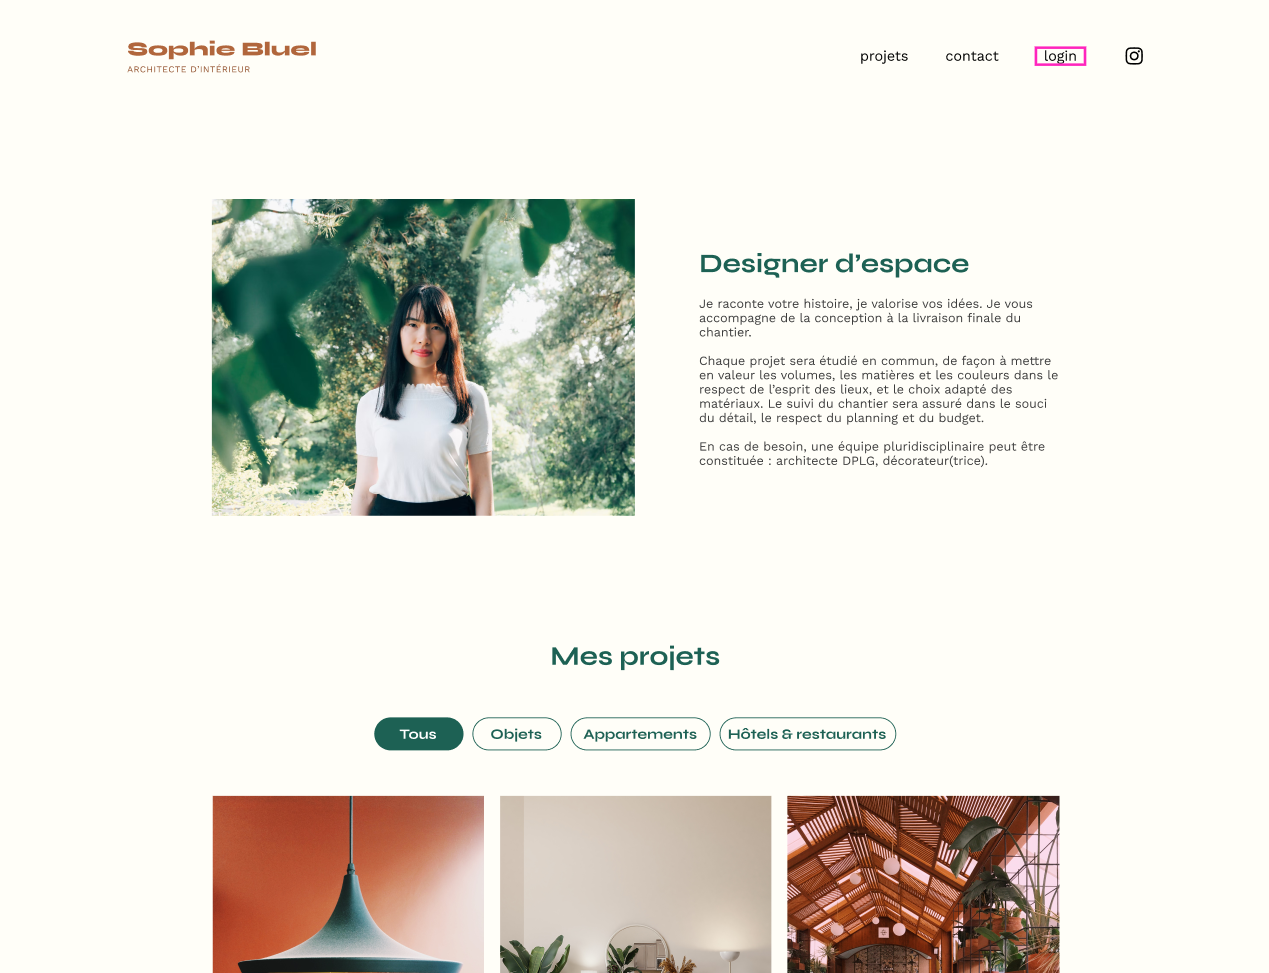 Sophie Bluel
ARCHITECTE D'INTÉRIEUR
projets
contact
login
Designer d’espace
Je raconte votre histoire, je valorise vos idées. Je vous
accompagne de la conception à la livraison finale du
chantier.
Chaque projet sera étudié en commun, de façon à mettre
en valeur les volumes, les matières et les couleurs dans le
respect de l’esprit des lieux, et le choix adapté des
matériaux. Le suivi du chantier sera assuré dans le souci
du détail, le respect du planning et du budget.
En cas de besoin, une équipe pluridisciplinaire peut être
constituée : architecte DPLG, décorateur(trice).
Mes projets
Tous
Objets
Appartements
Hôtels & restaurants